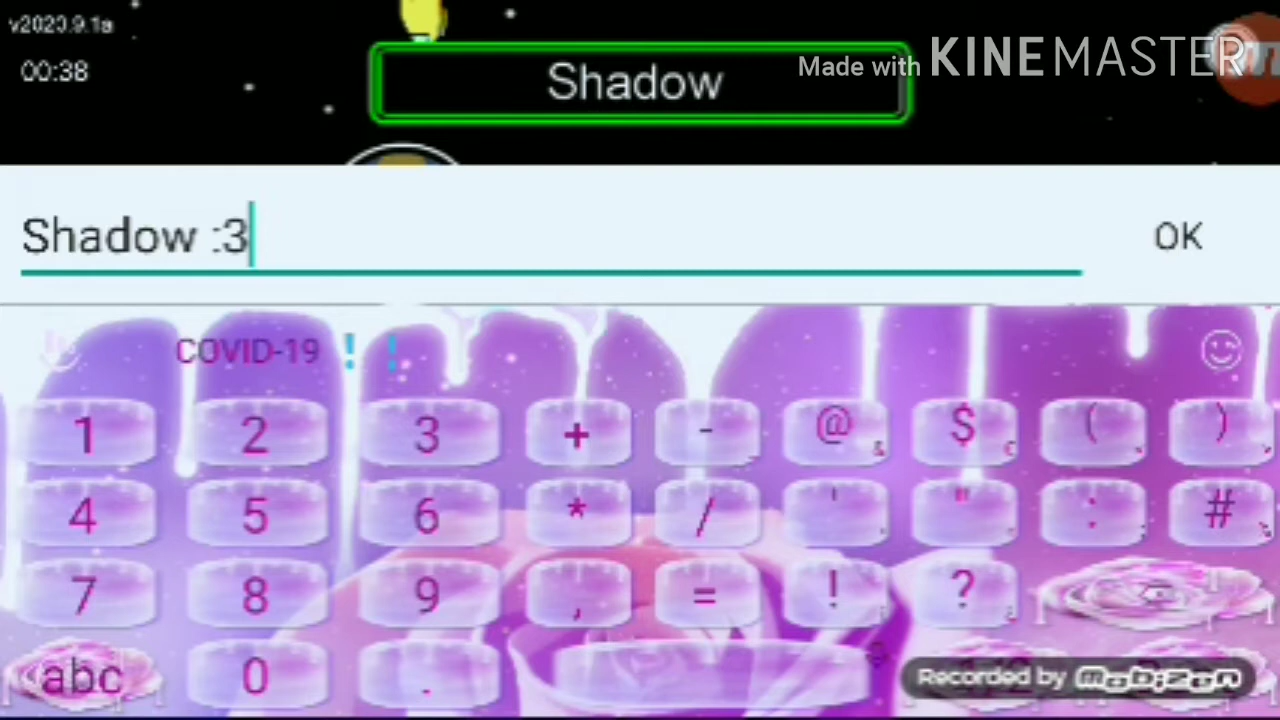 v2020.9.1a
00:38
Shadow
Made with KINEMASTER
Shadow :3
OK
COVID-19 ❗❗
1 2 3 + - @ $ ( )
4 5 6 * / ' " : #
7 8 9 , = ! ?
abc 0 .
Recorded by mobizen